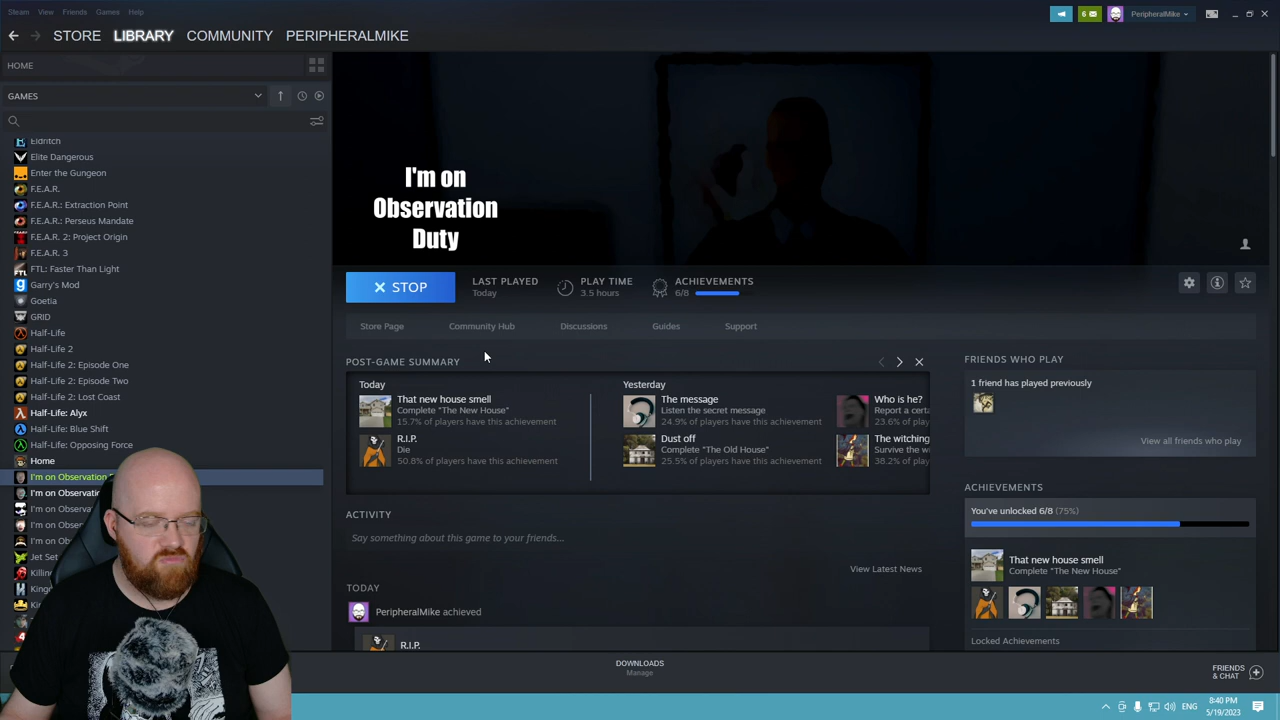 Steam View Friends Games Help
6 PERIPHERALMIKE
STORE LIBRARY COMMUNITY PERIPHERALMIKE
HOME
GAMES
Eldritch
Elite Dangerous
Enter the Gungeon
F.E.A.R.
F.E.A.R.: Extraction Point
F.E.A.R.: Perseus Mandate
F.E.A.R. 2: Project Origin
F.E.A.R. 3
FTL: Faster Than Light
Garry's Mod
Goetia
GRID
Half-Life
Half-Life 2
Half-Life 2: Episode One
Half-Life 2: Episode Two
Half-Life 2: Lost Coast
Half-Life: Alyx
Half-Life: Blue Shift
Half-Life: Opposing Force
Home
I'm on Observation
I'm on Observatio
I'm on Obse
I'm on Obser
I'm on Obse
Jet Set
Killin
King
I'm on
Observation
Duty
STOP
LAST PLAYED
Today
PLAY TIME
3.5 hours
ACHIEVEMENTS
6/8
Store Page Community Hub Discussions Guides Support
POST-GAME SUMMARY
Today
That new house smell
Complete "The New House"
15.7% of players have this achievement
R.I.P.
Die
50.8% of players have this achievement
Yesterday
The message
Listen the secret message
24.9% of players have this achievement
Dust off
Complete "The Old House"
25.5% of players have this achievement
Who is he?
Report a certa
23.6% of play
The witching
Survive the w
38.2% of play
ACTIVITY
Say something about this game to your friends...
View Latest News
TODAY
PeripheralMike achieved
R.I.P.
FRIENDS WHO PLAY
1 friend has played previously
View all friends who play
ACHIEVEMENTS
You've unlocked 6/8 (75%)
That new house smell
Complete "The New House"
Locked Achievements
DOWNLOADS
Manage
FRIENDS
& CHAT
ENG
8:40 PM
5/19/2023